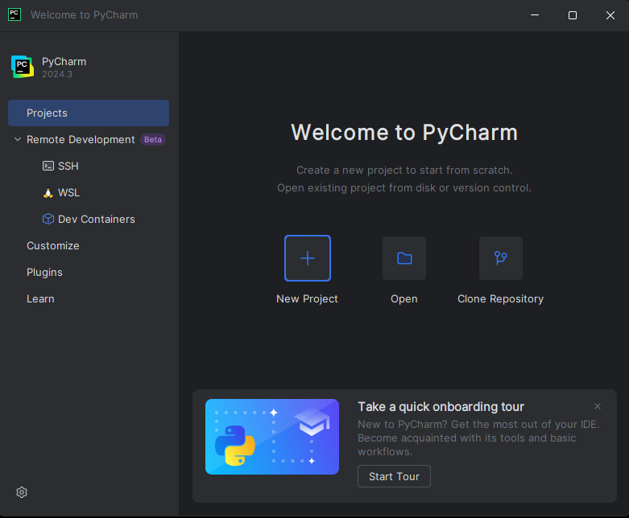 Welcome to PyCharm
PyCharm
2024.3
Projects
Remote Development Beta
SSH
WSL
Dev Containers
Customize
Plugins
Learn
Welcome to PyCharm
Create a new project to start from scratch.
Open existing project from disk or version control.
New Project
Open
Clone Repository
Take a quick onboarding tour
New to PyCharm? Get the most out of your IDE.
Become acquainted with its tools and basic
workflows.
Start Tour